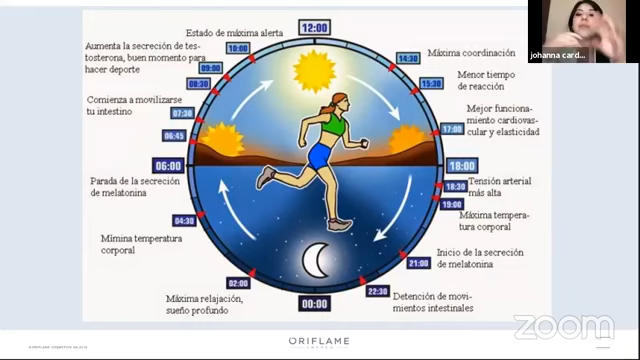 12:00
Estado de máxima alerta
10:00
Aumenta la secreción de tes-
tosterona, buen momento para
hacer deporte
09:00
08:30
Comienza a movilizarse
tu intestino
07:30
06:45
06:00
Parada de la secreción
de melatonina
04:30
Mímina temperatura
corporal
02:00
Máxima relajación,
sueño profundo
00:00
14:30
Máxima coordinación
15:30
Menor tiempo
de reacción
17:00
Mejor funciona-
miento cardiovas-
cular y elasticidad
18:00
18:30
Tensión arterial
más alta
19:00
Máxima tempera-
tura corporal
21:00
Inicio de la secreción
de melatonina
22:30
Detención de movi-
mientos intestinales
johanna card...
ORIFLAME
SWEDEN
zoom